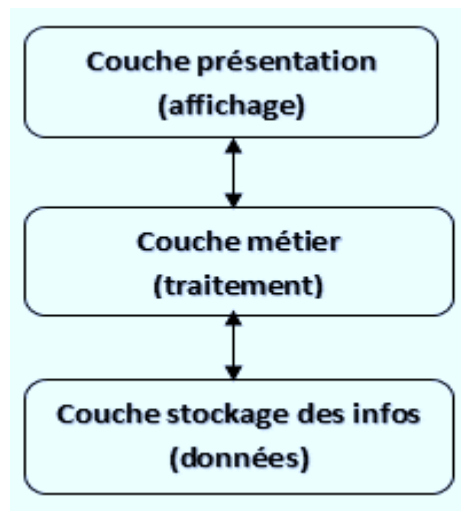 Couche présentation
(affichage)
Couche métier
(traitement)
Couche stockage des infos
(données)